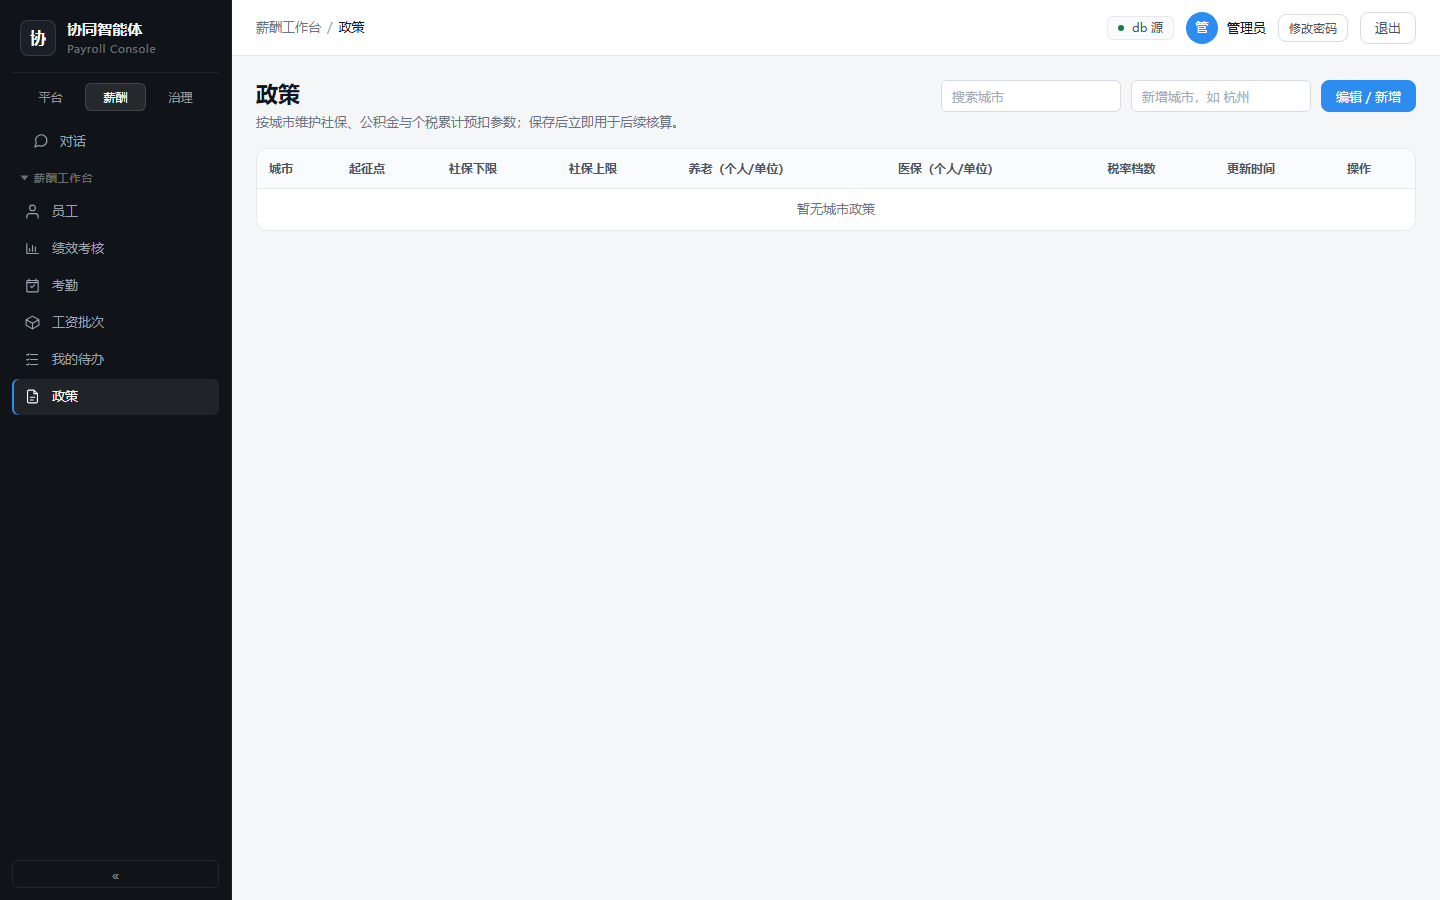 协
协同智能体
Payroll Console
平台
薪酬
治理
对话
薪酬工作台
员工
绩效考核
考勤
工资批次
我的待办
政策
«
薪酬工作台 / 政策
db 源
管
管理员
修改密码
退出
政策
按城市维护社保、公积金与个税累计预扣参数；保存后立即用于后续核算。
搜索城市
新增城市，如 杭州
编辑 / 新增
城市 起征点 社保下限 社保上限 养老（个人/单位） 医保（个人/单位） 税率档数 更新时间 操作
暂无城市政策